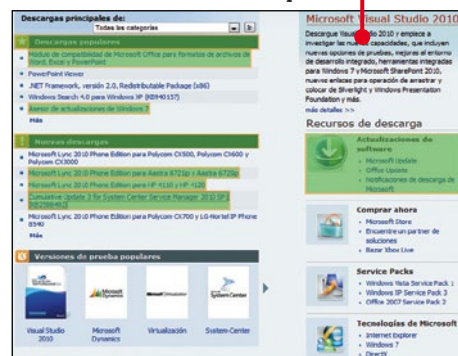 Descargas principales de:
Todas las categorías
Descargas populares
Módulo de compatibilidad de Microsoft Office para formatos de archivos de
Word, Excel y PowerPoint
PowerPoint Viewer
.NET Framework, versión 2.0, Redistributable Package (x86)
Windows Search 4.0 para Windows XP (KB940157)
Asesor de actualizaciones de Windows 7
Más
Nuevas descargas
Microsoft Lync 2010 Phone Edition para Polycom CX500, Polycom CX600 y
Polycom CX3000
Microsoft Lync 2010 Phone Edition para Aastra 6721ip y Aastra 6725ip
Microsoft Lync 2010 Phone Edition para HP 4110 y HP 4120
Cumulative Update 3 for System Center Service Manager 2010 SP1
Microsoft Lync 2010 Phone Edition para Polycom CX700 y LG-Nortel IP Phone
8540
Más
Versiones de prueba populares
Visual Studio
2010
Microsoft
Dynamics
Virtualización
System Center
Microsoft Visual Studio 2010
Descargue Visual Studio 2010 y empiece a
investigar las nuevas capacidades, que incluyen
nuevas opciones de prueba, mejoras al entorno
de desarrollo integrado, herramientas integradas
para Windows 7 y Microsoft SharePoint 2010,
nuevos enlaces para operación de arrastrar y
colocar de Silverlight y Windows Presentation
Foundation y más.
más detalles >>
Recursos de descarga
Actualizaciones de
software
Microsoft Update
Office Update
Notificaciones de descarga de
Microsoft
Comprar ahora
Microsoft Store
Encuentre un partner de
soluciones
Bazar Xbox Live
Service Packs
Windows Vista Service Pack 1
Windows XP Service Pack 3
Office 2007 Service Pack 2
Tecnologías de Microsoft
Internet Explorer
Windows 7
DirectX